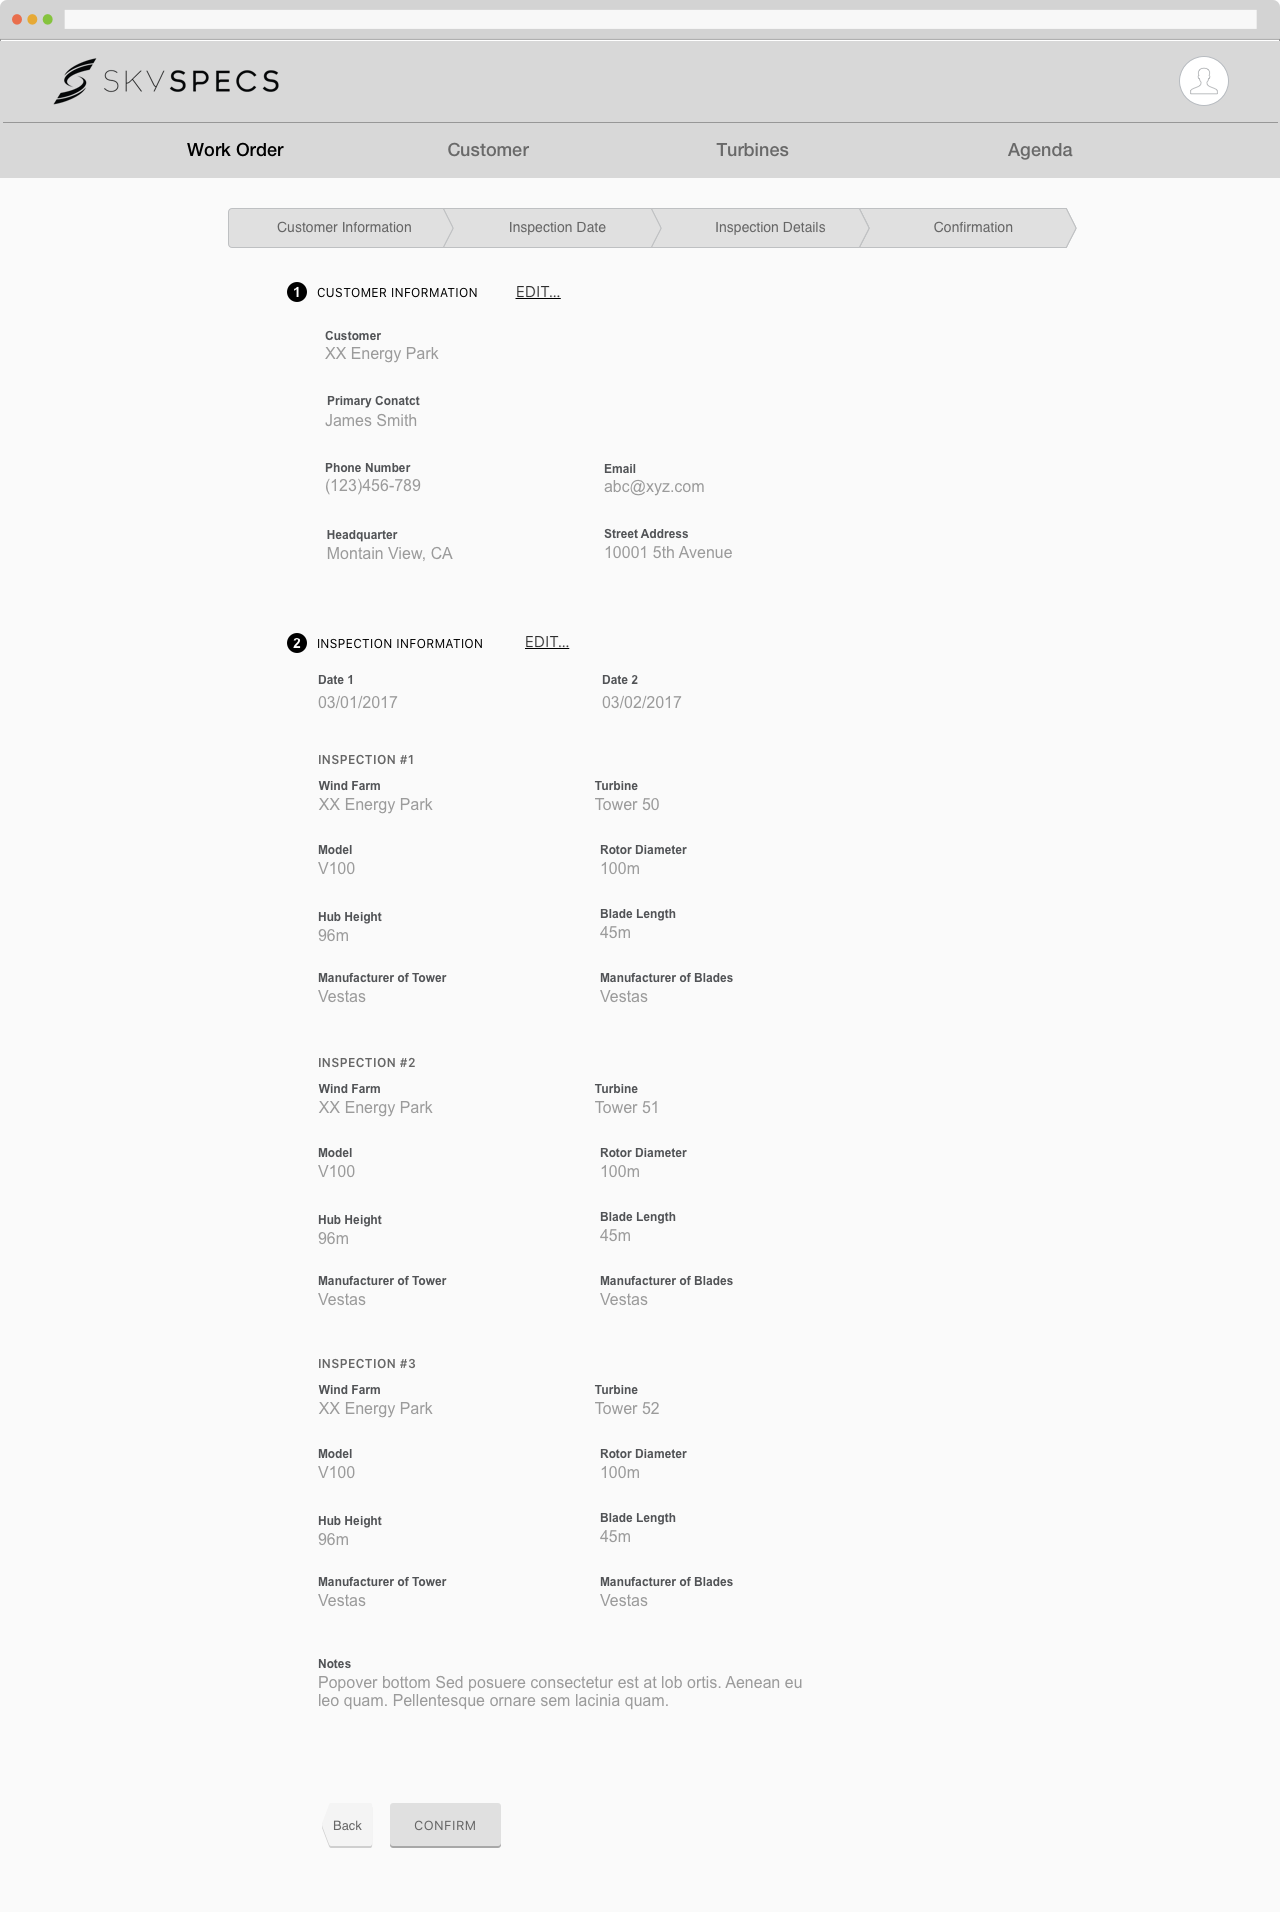 SKYSPECS
Work Order Customer Turbines Agenda
Customer Information Inspection Date Inspection Details Confirmation
1 CUSTOMER INFORMATION EDIT...
Customer
XX Energy Park
Primary Conatct
James Smith
Phone Number Email
(123)456-789 abc@xyz.com
Headquarter Street Address
Montain View, CA 10001 5th Avenue
2 INSPECTION INFORMATION EDIT...
Date 1 Date 2
03/01/2017 03/02/2017
INSPECTION #1
Wind Farm Turbine
XX Energy Park Tower 50
Model Rotor Diameter
V100 100m
Hub Height Blade Length
96m 45m
Manufacturer of Tower Manufacturer of Blades
Vestas Vestas
INSPECTION #2
Wind Farm Turbine
XX Energy Park Tower 51
Model Rotor Diameter
V100 100m
Hub Height Blade Length
96m 45m
Manufacturer of Tower Manufacturer of Blades
Vestas Vestas
INSPECTION #3
Wind Farm Turbine
XX Energy Park Tower 52
Model Rotor Diameter
V100 100m
Hub Height Blade Length
96m 45m
Manufacturer of Tower Manufacturer of Blades
Vestas Vestas
Notes
Popover bottom Sed posuere consectetur est at lob ortis. Aenean eu
leo quam. Pellentesque ornare sem lacinia quam.
Back CONFIRM